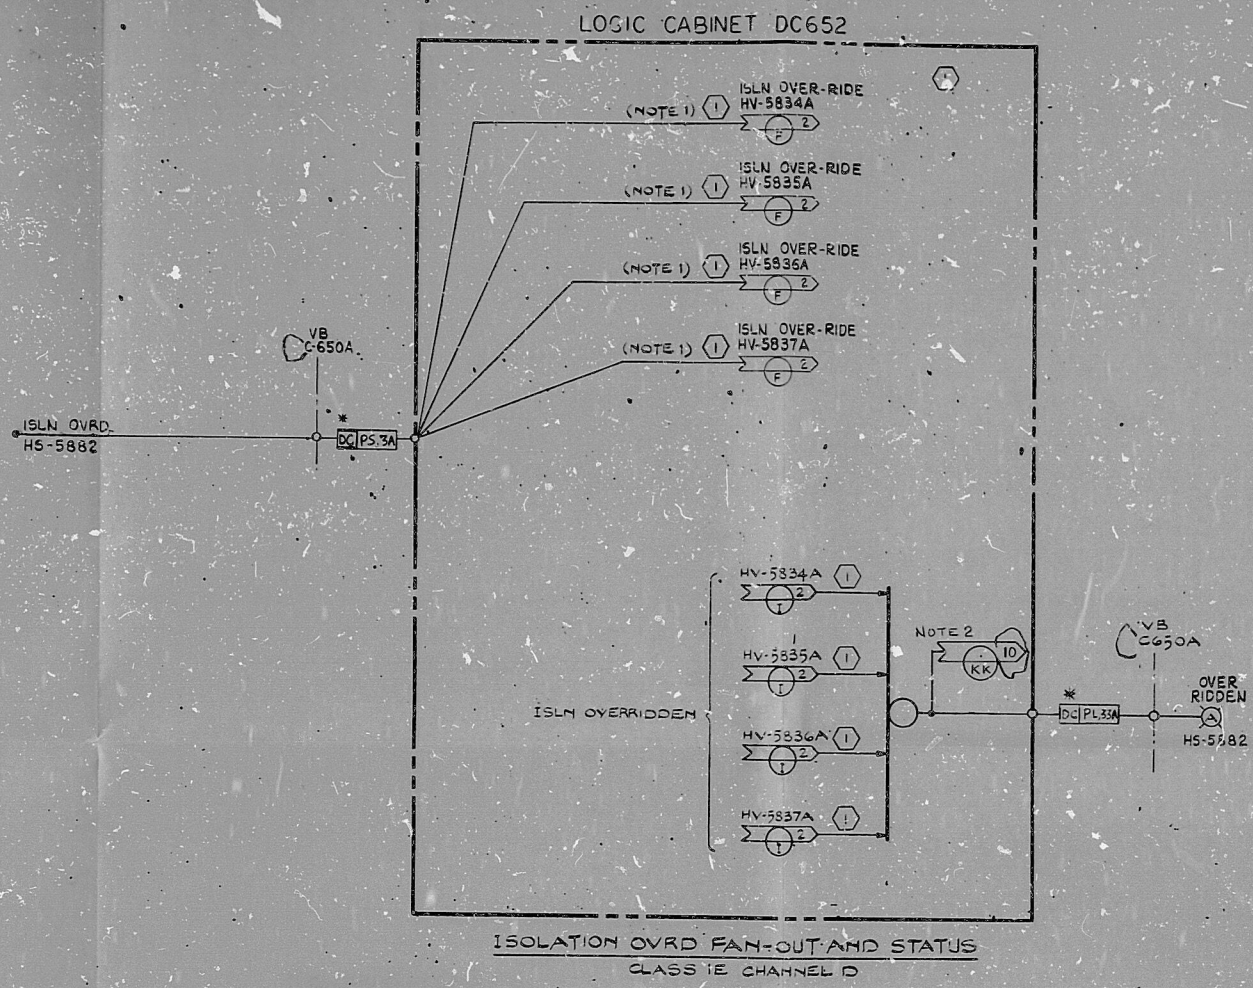 LOGIC CABINET DC652
1
ISLN OVER-RIDE
(NOTE 1) 1 HV-5834A
2
F
ISLN OVER-RIDE
(NOTE 1) 1 HV-5835A
2
F
ISLN OVER-RIDE
(NOTE 1) 1 HV-5836A
2
F
ISLN OVER-RIDE
(NOTE 1) 1 HV-5837A
2
F
VB
C-650A
*
ISLN OVRD
HS-5882
DC PS,3A
ISLN OVERRIDDEN
HV-5834A 1
2
I
HV-5835A 1
2
I
HV-5836A 1
2
I
HV-5837A 1
2
I
NOTE 2
10
KK
VB
C650A
*
DC PL,33A
OVER
RIDDEN
A
HS-5882
ISOLATION OVRD FAN-OUT AND STATUS
CLASS IE CHANNEL D